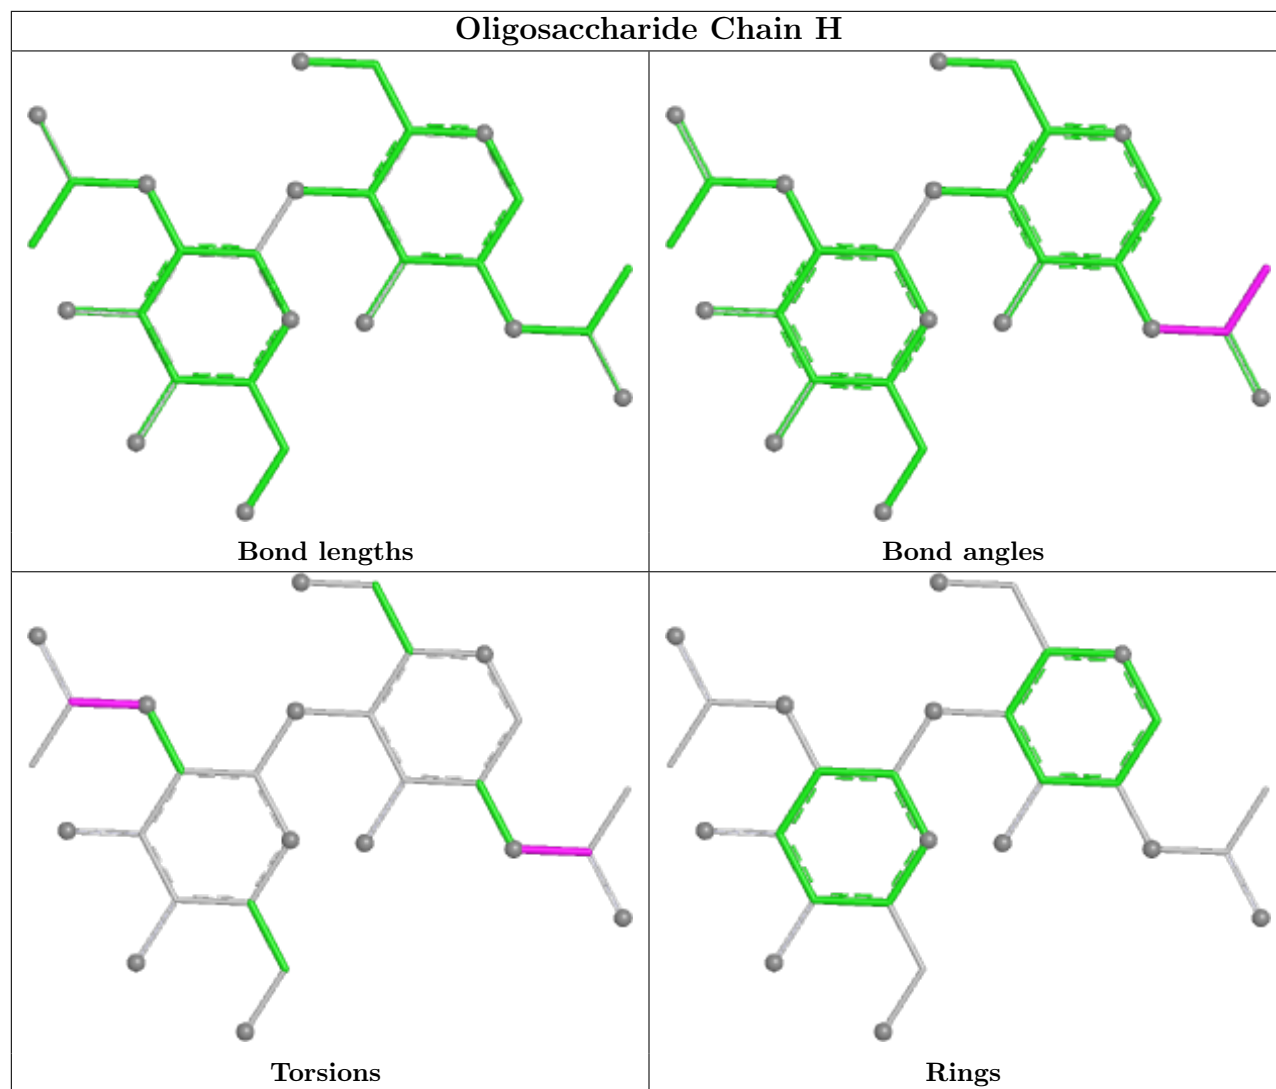 Oligosaccharide Chain H
Bond lengths
Bond angles
Torsions
Rings